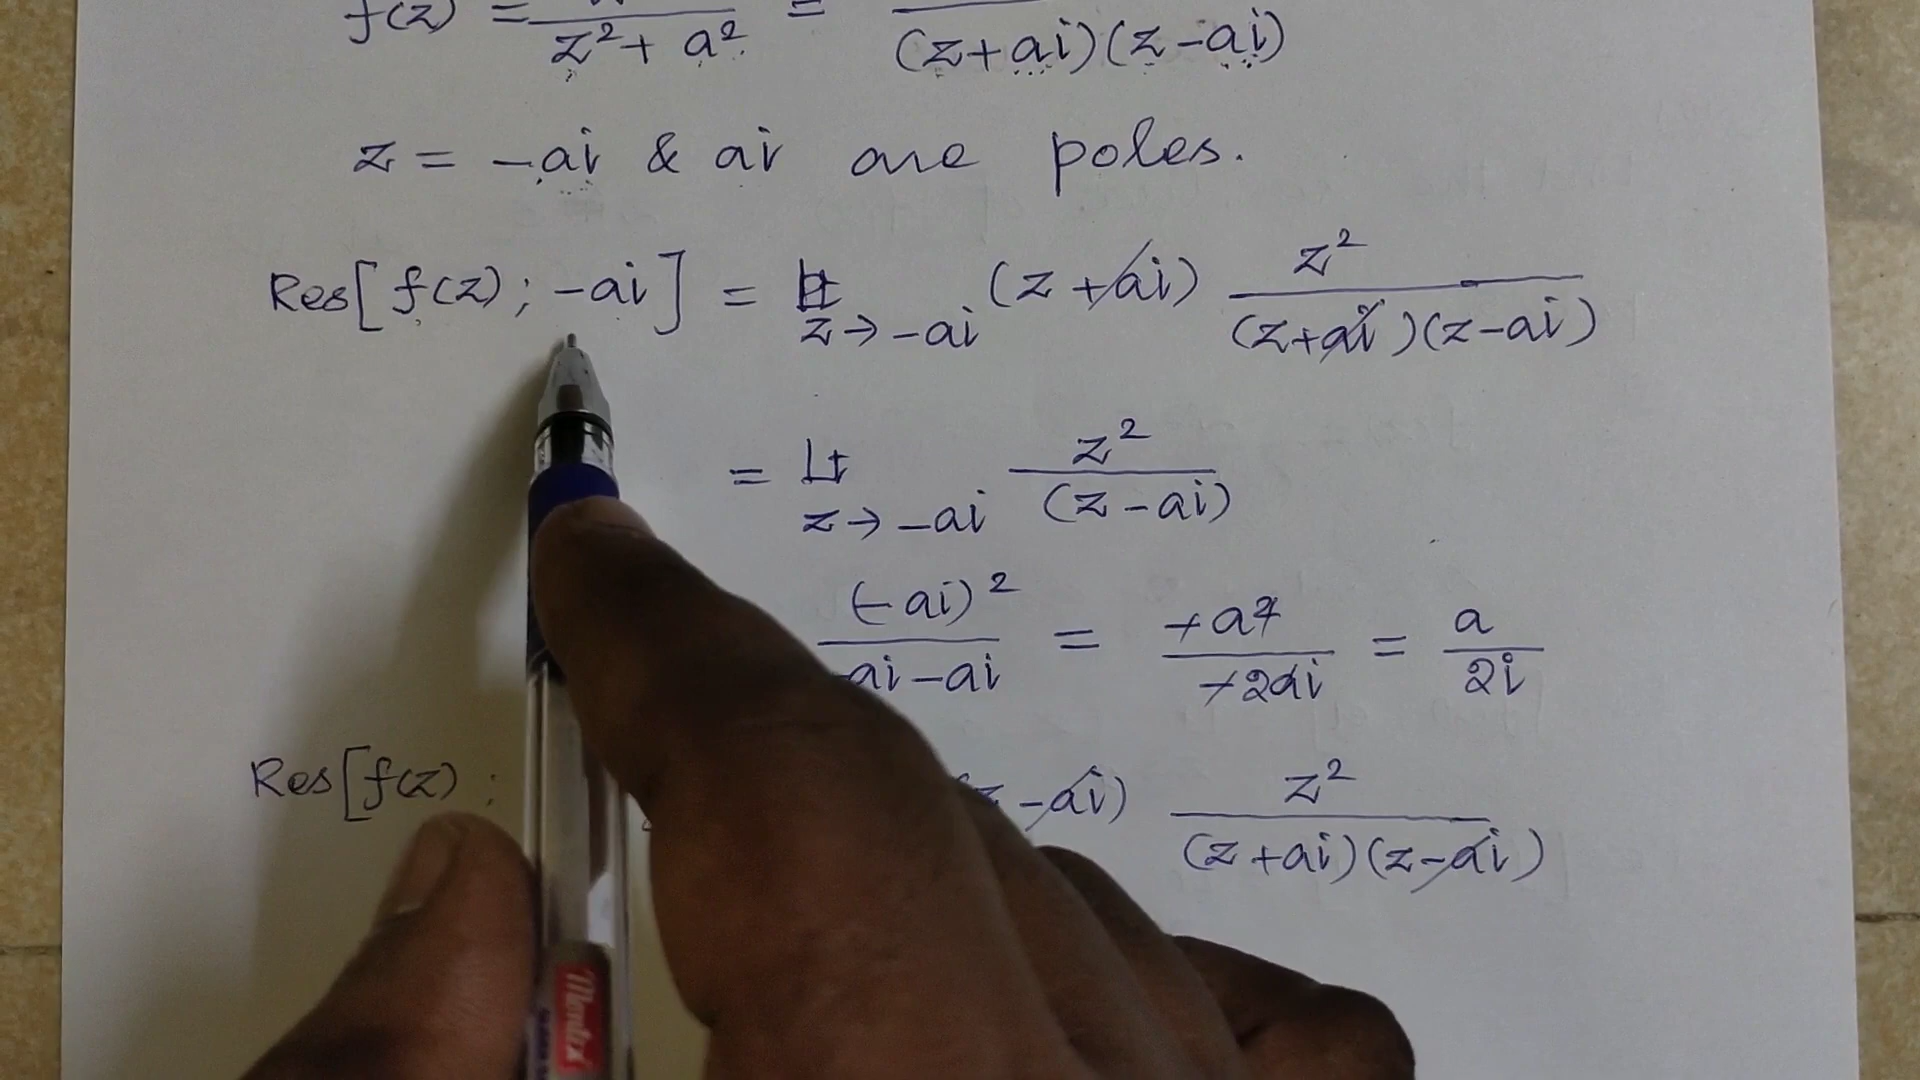 f(z) = / z² + a² = / (z+ai)(z-ai)
z = -ai & ai are poles.
Res[f(z); -ai] = Lt z→-ai (z+ai) z² / (z+ai)(z-ai)
= Lt z→-ai z² / (z-ai)
(-ai)² / ai-ai = -a² / -2ai = a / 2i
Res[f(z); z-ai) z² / (z+ai)(z-ai)
Montex